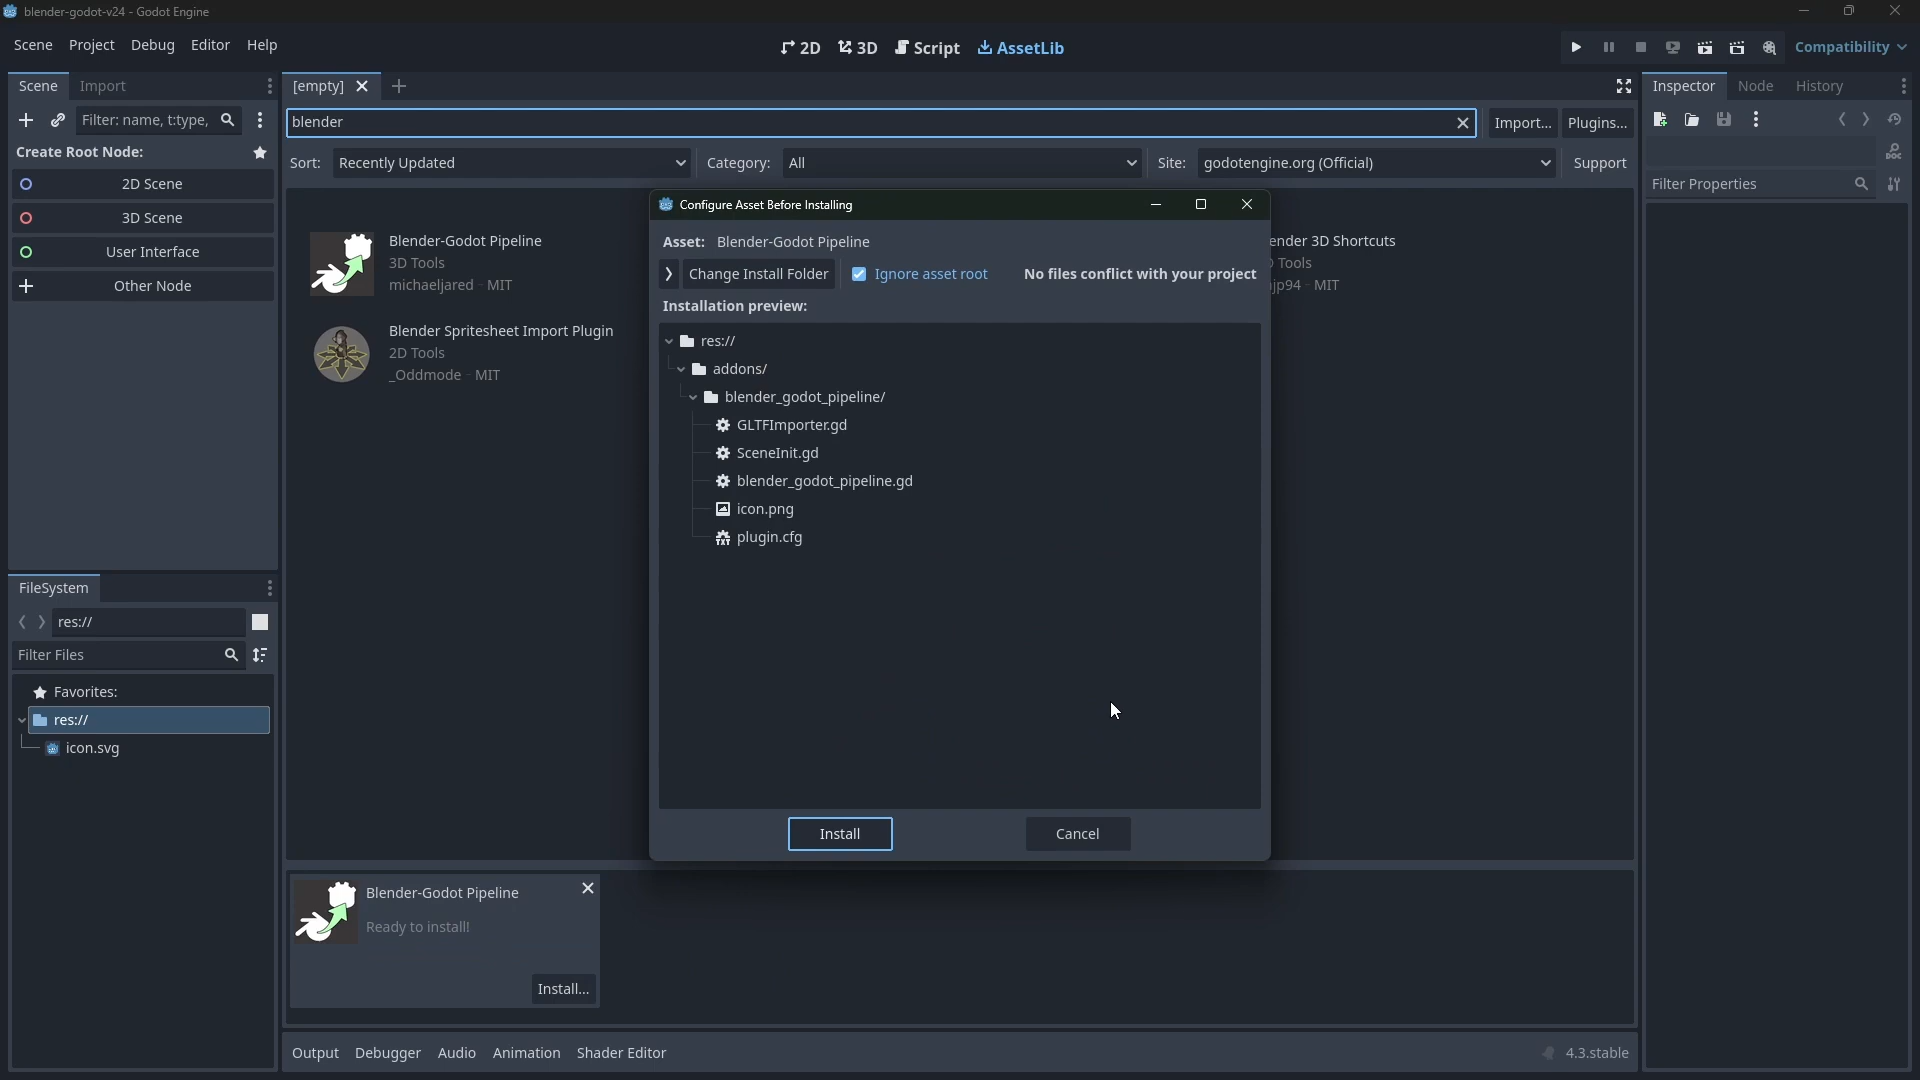 blender-godot-v24 - Godot Engine
Scene Project Debug Editor Help
2D 3D Script AssetLib
Compatibility
Scene Import
[empty]
Inspector Node History
Filter: name, t:type,
blender
Import... Plugins...
Create Root Node:
Sort: Recently Updated Category: All Site: godotengine.org (Official) Support
DOC
Filter Properties
2D Scene
3D Scene
User Interface
Other Node
Blender-Godot Pipeline
3D Tools
michaeljared - MIT
Blender Spritesheet Import Plugin
2D Tools
_Oddmode - MIT
ender 3D Shortcuts
Tools
jp94 - MIT
Configure Asset Before Installing
Asset: Blender-Godot Pipeline
Change Install Folder Ignore asset root No files conflict with your project
Installation preview:
res://
addons/
blender_godot_pipeline/
GLTFImporter.gd
SceneInit.gd
blender_godot_pipeline.gd
icon.png
plugin.cfg
Install Cancel
FileSystem
res://
Filter Files
Favorites:
res://
icon.svg
Blender-Godot Pipeline
Ready to install!
Install...
Output Debugger Audio Animation Shader Editor
4.3.stable